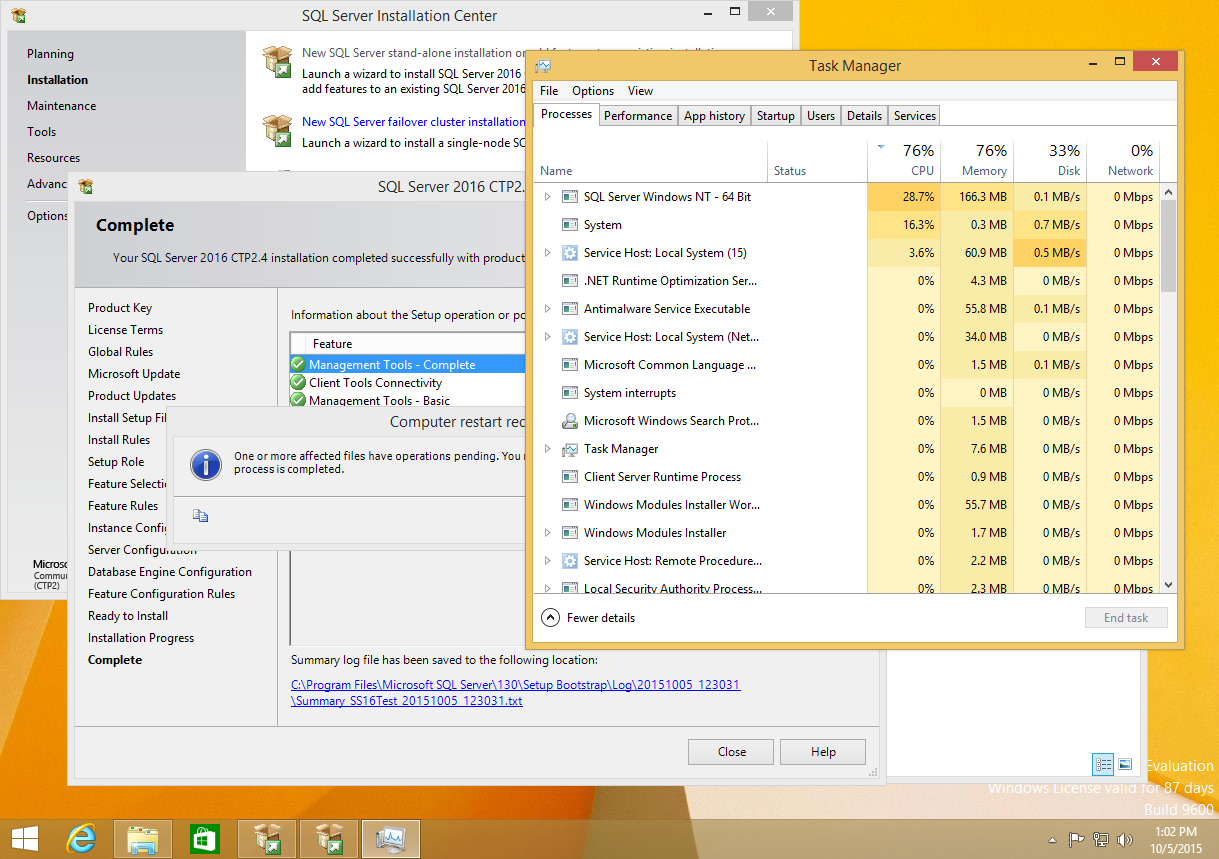 SQL Server Installation Center
Planning
Installation
Maintenance
Tools
Resources
Advanc
Options
New SQL Server stand-alone installation or
Launch a wizard to install SQL Server 2016
add features to an existing SQL Server 2016
New SQL Server failover cluster installation
Launch a wizard to install a single-node SQ
Microso
Commu
(CTP2)
SQL Server 2016 CTP2.
Complete
Your SQL Server 2016 CTP2.4 installation completed successfully with product
Product Key
License Terms
Global Rules
Microsoft Update
Product Updates
Install Setup Fil
Install Rules
Setup Role
Feature Selectio
Feature Rules
Instance Config
Server Configuration
Database Engine Configuration
Feature Configuration Rules
Ready to Install
Installation Progress
Complete
Information about the Setup operation or po
Feature
Management Tools - Complete
Client Tools Connectivity
Management Tools - Basic
Computer restart rec
One or more affected files have operations pending. You
process is completed.
Summary log file has been saved to the following location:
C:\Program Files\Microsoft SQL Server\130\Setup Bootstrap\Log\20151005_123031
\Summary_SS16Test_20151005_123031.txt
Close Help
Task Manager
File Options View
Processes Performance App history Startup Users Details Services
76% 76% 33% 0%
Name Status CPU Memory Disk Network
SQL Server Windows NT - 64 Bit 28.7% 166.3 MB 0.1 MB/s 0 Mbps
System 16.3% 0.3 MB 0.7 MB/s 0 Mbps
Service Host: Local System (15) 3.6% 60.9 MB 0.5 MB/s 0 Mbps
.NET Runtime Optimization Ser... 0% 4.3 MB 0 MB/s 0 Mbps
Antimalware Service Executable 0% 55.8 MB 0.1 MB/s 0 Mbps
Service Host: Local System (Net... 0% 34.0 MB 0 MB/s 0 Mbps
Microsoft Common Language ... 0% 1.5 MB 0.1 MB/s 0 Mbps
System interrupts 0% 0 MB 0 MB/s 0 Mbps
Microsoft Windows Search Prot... 0% 1.5 MB 0 MB/s 0 Mbps
Task Manager 0% 7.6 MB 0 MB/s 0 Mbps
Client Server Runtime Process 0% 0.9 MB 0 MB/s 0 Mbps
Windows Modules Installer Wor... 0% 55.7 MB 0 MB/s 0 Mbps
Windows Modules Installer 0% 1.7 MB 0 MB/s 0 Mbps
Service Host: Remote Procedure... 0% 2.2 MB 0 MB/s 0 Mbps
Local Security Authority Process... 0% 2.3 MB 0 MB/s 0 Mbps
Fewer details End task
Evaluation
Windows License valid for 87 days
Build 9600
1:02 PM
10/5/2015